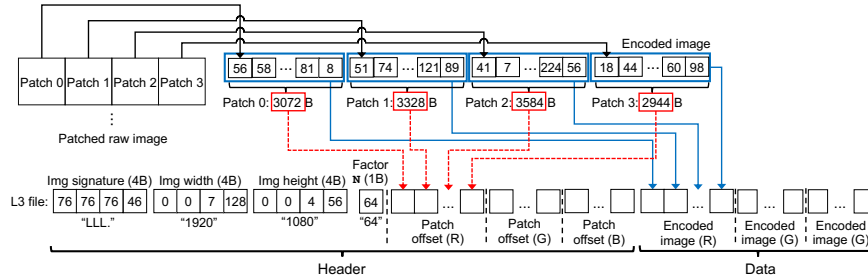 Encoded image
Patch 0 Patch 1 Patch 2 Patch 3
56 58 ... 81 8
51 74 ... 121 89
41 7 ... 224 56
18 44 ... 60 98
Patch 0: 3072 B
Patch 1: 3328 B
Patch 2: 3584 B
Patch 3: 2944 B
Patched raw image
L3 file:
Img signature (4B)
76 76 76 46
“LLL.”
Img width (4B)
0 0 7 128
“1920”
Img height (4B)
0 0 4 56
“1080”
Factor
N (1B)
64
“64”
...
Patch
offset (R)
...
Patch
offset (G)
...
Patch
offset (B)
...
Encoded
image (R)
...
Encoded
image (G)
...
Encoded
image (G)
Header
Data